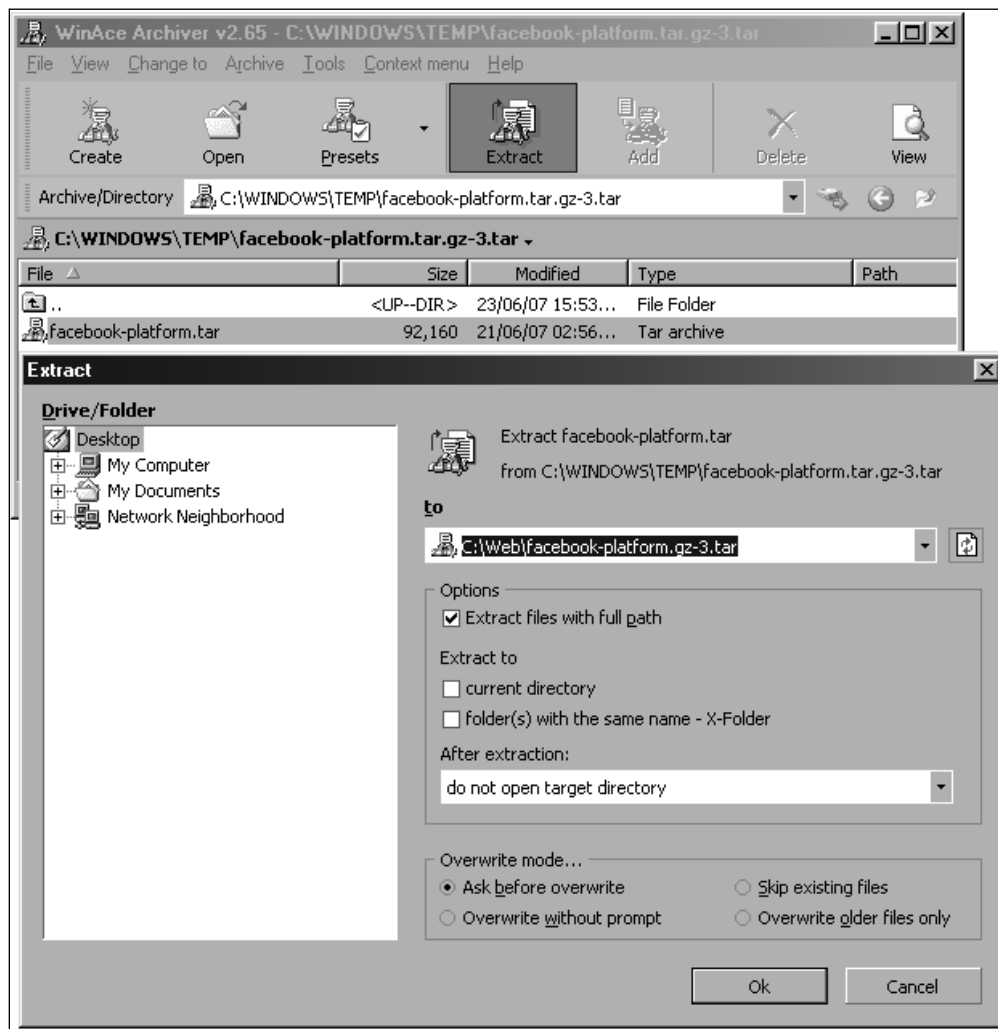 WinAce Archiver v2.65 - C:\WINDOWS\TEMP\facebook-platform.tar.gz-3.tar
File View Change to Archive Tools Context menu Help
Create Open Presets Extract Add Delete View
Archive/Directory C:\WINDOWS\TEMP\facebook-platform.tar.gz-3.tar
C:\WINDOWS\TEMP\facebook-platform.tar.gz-3.tar
File Size Modified Type Path
.. <UP--DIR> 23/06/07 15:53... File Folder
facebook-platform.tar 92,160 21/06/07 02:56... Tar archive
Extract
Drive/Folder
Desktop
My Computer
My Documents
Network Neighborhood
Extract facebook-platform.tar
from C:\WINDOWS\TEMP\facebook-platform.tar.gz-3.tar
to
C:\Web\facebook-platform.gz-3.tar
Options
Extract files with full path
Extract to
current directory
folder(s) with the same name - X-Folder
After extraction:
do not open target directory
Overwrite mode...
Ask before overwrite Skip existing files
Overwrite without prompt Overwrite older files only
Ok Cancel